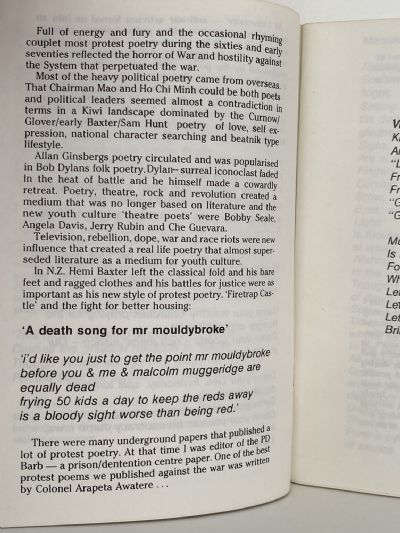 Full of energy and fury and the occasional rhyming
couplet most protest poetry during the sixties and early
seventies reflected the horror of War and hostility against
the System that perpetuated the war.
Most of the heavy political poetry came from overseas.
That Chairman Mao and Ho Chi Minh could be both poets
and political leaders seemed almost a contradiction in
terms in a Kiwi landscape dominated by the Curnow/
Glover/early Baxter/Sam Hunt poetry of love, self ex-
pression, national character searching and beatnik type
lifestyle.
Allan Ginsbergs poetry circulated and was popularised
in Bob Dylans folk poetry. Dylan—surreal iconoclast faded
in the heat of battle and he himself made a cowardly
retreat. Poetry, theatre, rock and revolution created a
medium that was no longer based on literature and the
new youth culture 'theatre poets' were Bobby Seale,
Angela Davis, Jerry Rubin and Che Guevara.
Television, rebellion, dope, war and race riots were new
influence that created a real life poetry that almost super-
seded literature as a medium for youth culture.
In N.Z. Hemi Baxter left the classical fold and his bare
feet and ragged clothes and his battles for justice were as
important as his new style of protest poetry. 'Firetrap Cas-
tle' and the fight for better housing:
'A death song for mr mouldybroke'
'i'd like you just to get the point mr mouldybroke
before you & me & malcolm muggeridge are
equally dead
frying 50 kids a day to keep the reds away
is a bloody sight worse than being red.'
There were many underground papers that published a
lot of protest poetry. At that time I was editor of the PD
Barb — a prison/dentention centre paper. One of the best
protest poems we published against the war was written
by Colonel Arapeta Awatere . . .